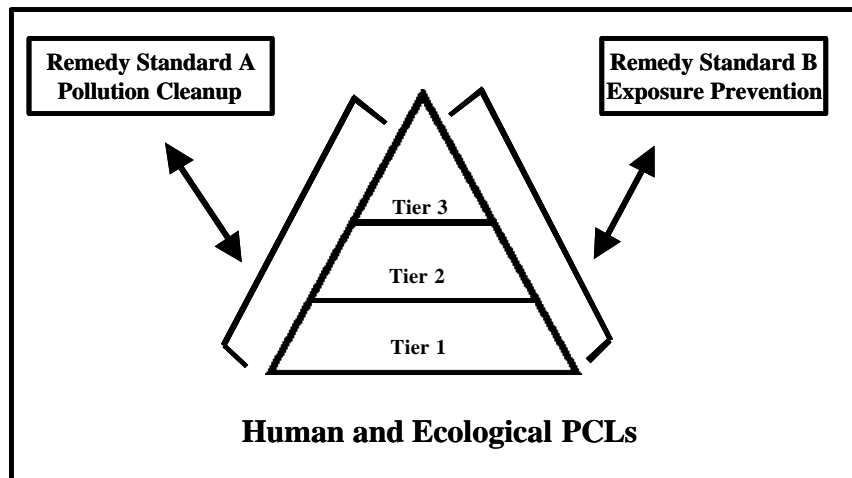 Remedy Standard A
Pollution Cleanup
Remedy Standard B
Exposure Prevention
Tier 3
Tier 2
Tier 1
Human and Ecological PCLs